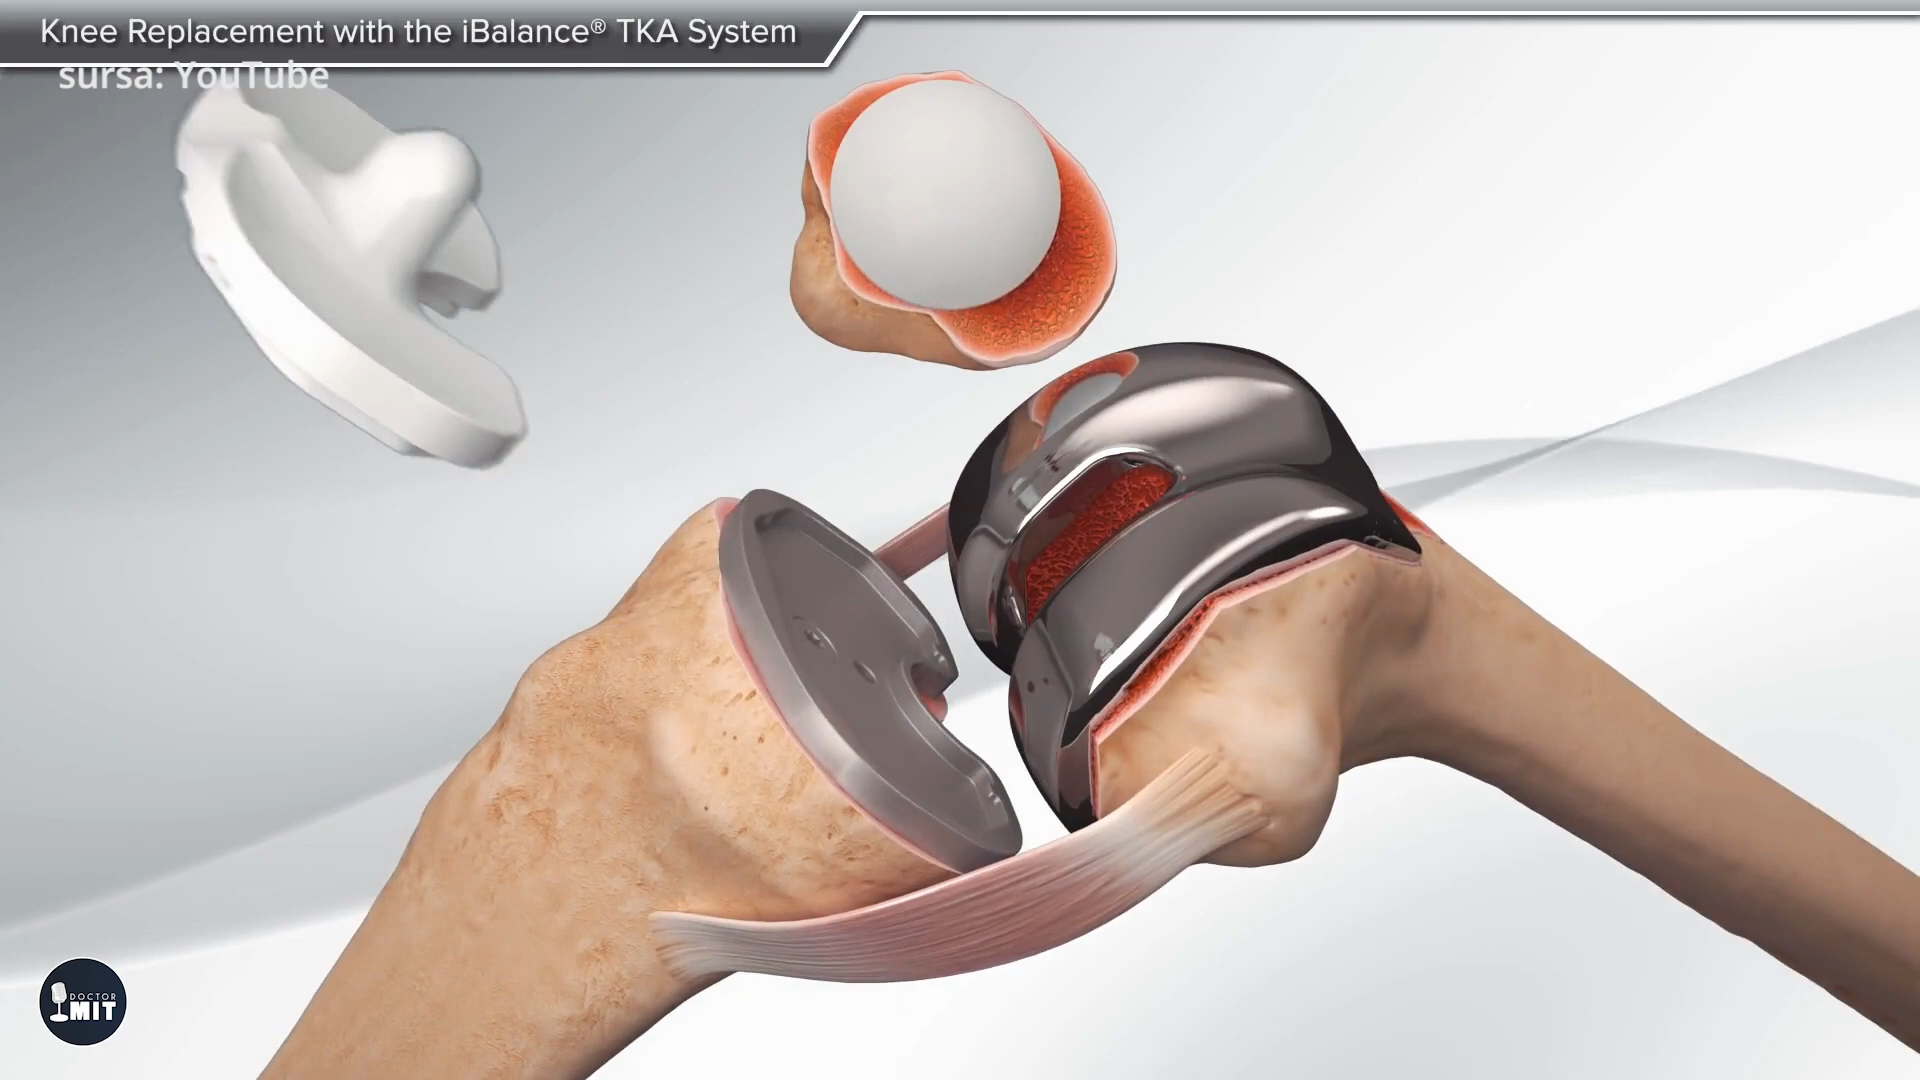 Knee Replacement with the iBalance® TKA System
sursa: YouTube
DOCTOR
MIT